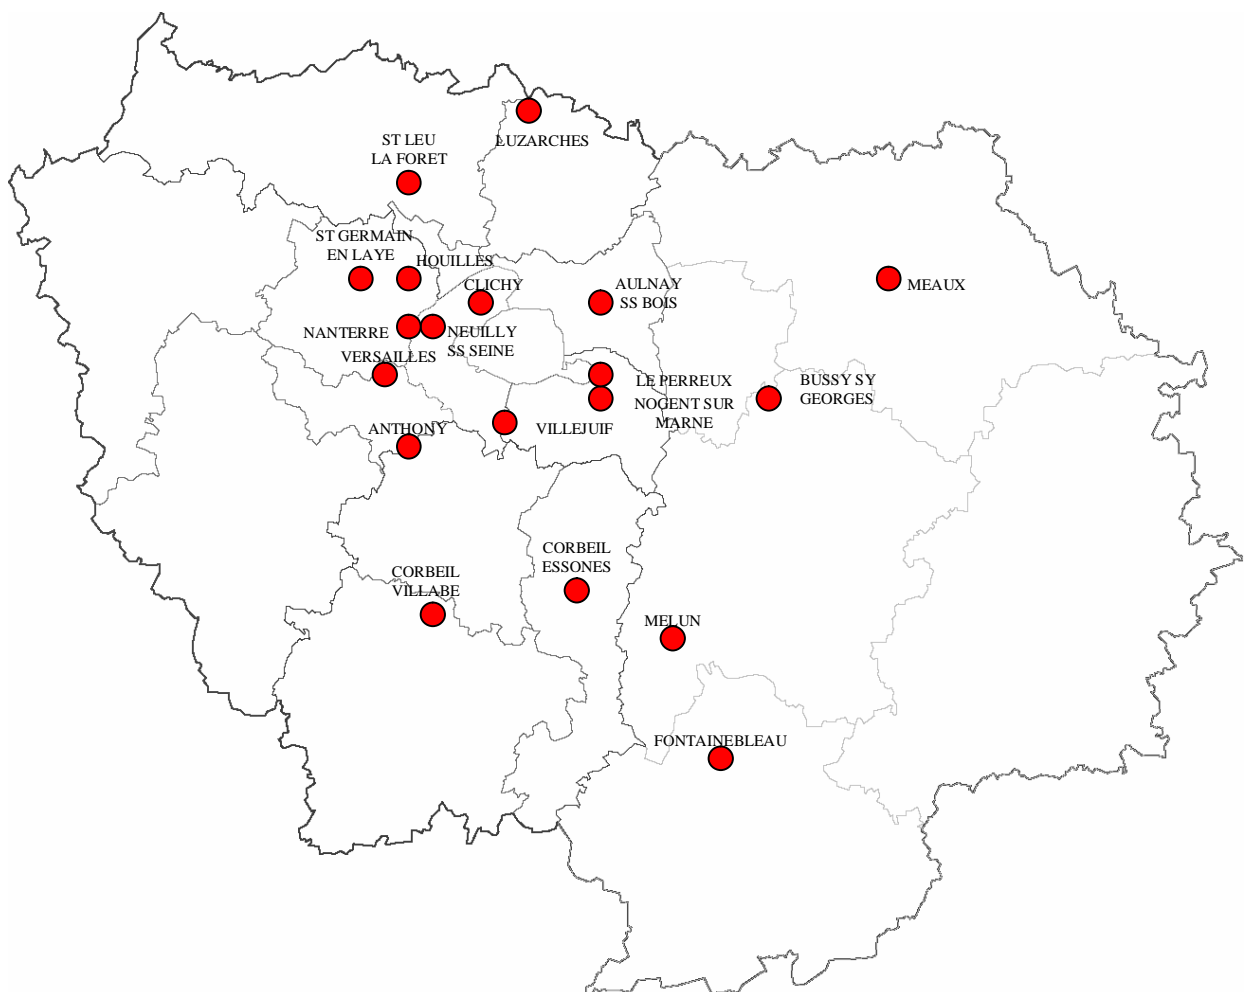 LUZARCHES
ST LEU
LA FORET
ST GERMAIN
EN LAYE
HOUILLES
CLICHY
AULNAY
SS BOIS
MEAUX
NANTERRE
NEUILLY
SS SEINE
VERSAILLES
LE PERREUX
NOGENT SUR
MARNE
BUSSY SY
GEORGES
ANTHONY
VILLEJUIF
CORBEIL
ESSONES
CORBEIL
VILLABE
MELUN
FONTAINEBLEAU